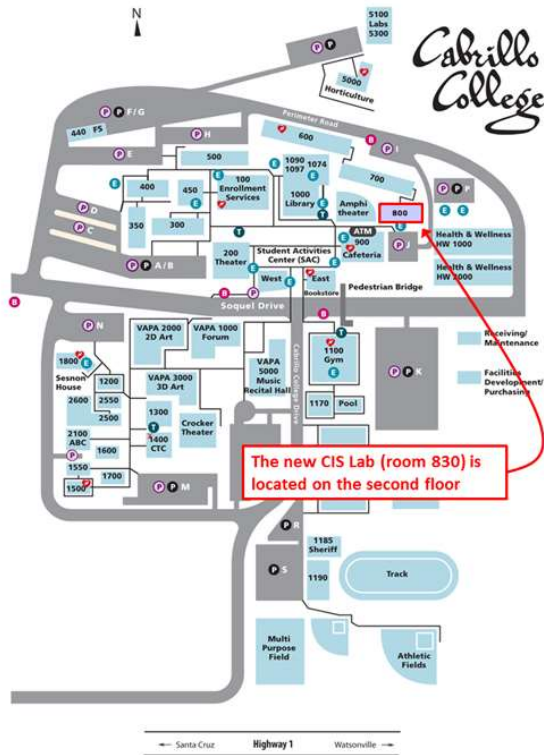 N
5100
Labs
5300
Cabrillo
College
P P
5000
Horticulture
Perimeter Road
P P F/G
440 FS
P H
600
B
P I
P E
500
1090
1097
1074
700
P P
E
400
450
100
Enrollment
Services
1000
Library
Amphi
theater
800
P D
P C
350
300
T
200
Theater
Student Activities
Center (SAC)
ATM
900
Cafeteria
P J
Health & Wellness
HW 1000
Health & Wellness
HW 2000
P P A/B
West
East
Bookstore
Pedestrian Bridge
B
Soquel Drive
B P
B
P N
VAPA 2000
2D Art
VAPA 1000
Forum
Cabrillo College Drive
T
1100
Gym
E
P P K
Receiving/
Maintenance
Facilities
Development/
Purchasing
1800
E
Sesnon
House
1200
VAPA 3000
3D Art
VAPA
5000
Music
Recital Hall
2600
2550
2500
1300
T
1400
CTC
Crocker
Theater
1170
Pool
2100
ABC
1600
P
1550
1500
1700
P P M
The new CIS Lab (room 830) is
located on the second floor
P R
1185
Sheriff
P S
1190
Track
Multi
Purpose
Field
Athletic
Fields
← Santa Cruz Highway 1 Watsonville →